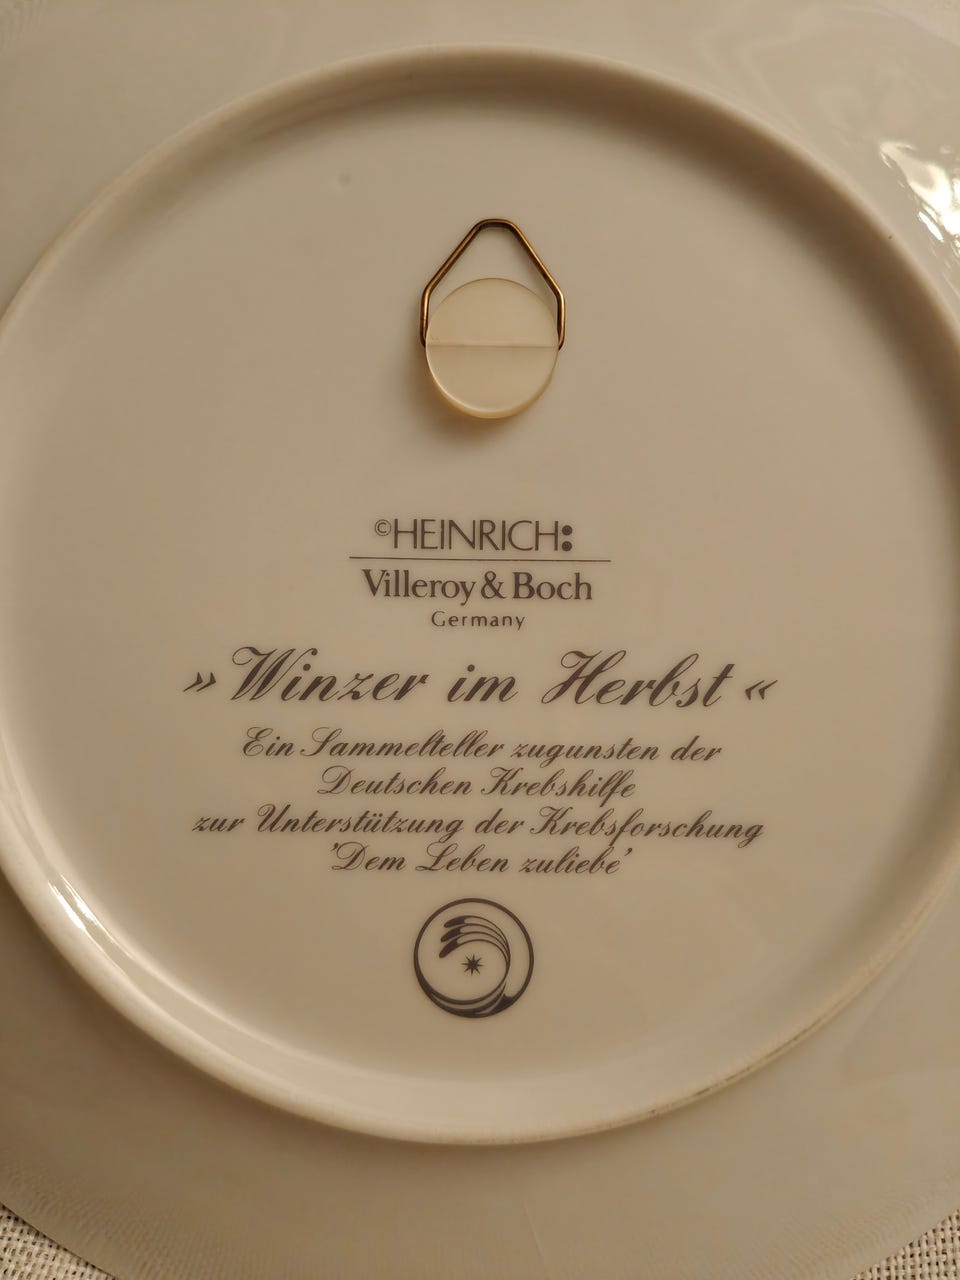 ©HEINRICH:
Villeroy & Boch
Germany
» Winzer im Herbst «
Ein Sammelteller zugunsten der
Deutschen Krebshilfe
zur Unterstützung der Krebsforschung
'Dem Leben zuliebe'